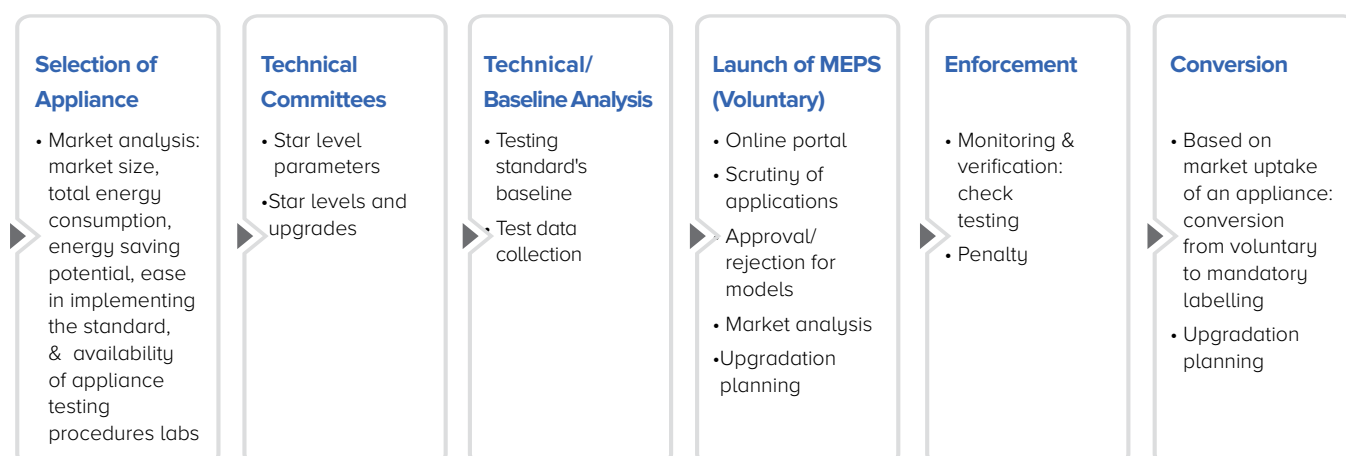 Selection of
Appliance
• Market analysis:
market size,
total energy
consumption,
energy saving
potential, ease
in implementing
the standard,
& availability
of appliance
testing
procedures labs
Technical
Committees
• Star level
parameters
•Star levels and
upgrades
Technical/
Baseline Analysis
• Testing
standard's
baseline
• Test data
collection
Launch of MEPS
(Voluntary)
• Online portal
• Scrutiny of
applications
• Approval/
rejection for
models
• Market analysis
•Upgradation
planning
Enforcement
• Monitoring &
verification:
check
testing
• Penalty
Conversion
• Based on
market uptake
of an appliance:
conversion
from voluntary
to mandatory
labelling
• Upgradation
planning